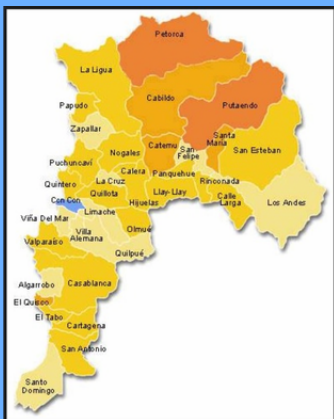 Petorca
La Ligua
Cabildo
Putaendo
Papudo
Zapallar
Catemu
San
Felipe
Santa
María
San Esteban
Nogales
Puchuncaví
Calera
Panquehue
La Cruz
Quintero
Quillota
Llay-Llay
Rinconada
Con Con
Hijuelas
Calle
Larga
Los Andes
Limache
Viña Del Mar
Villa
Alemana
Olmué
Valparaíso
Quilpué
Algarrobo
Casablanca
El Quisco
El Tabo
Cartagena
San Antonio
Santo
Domingo